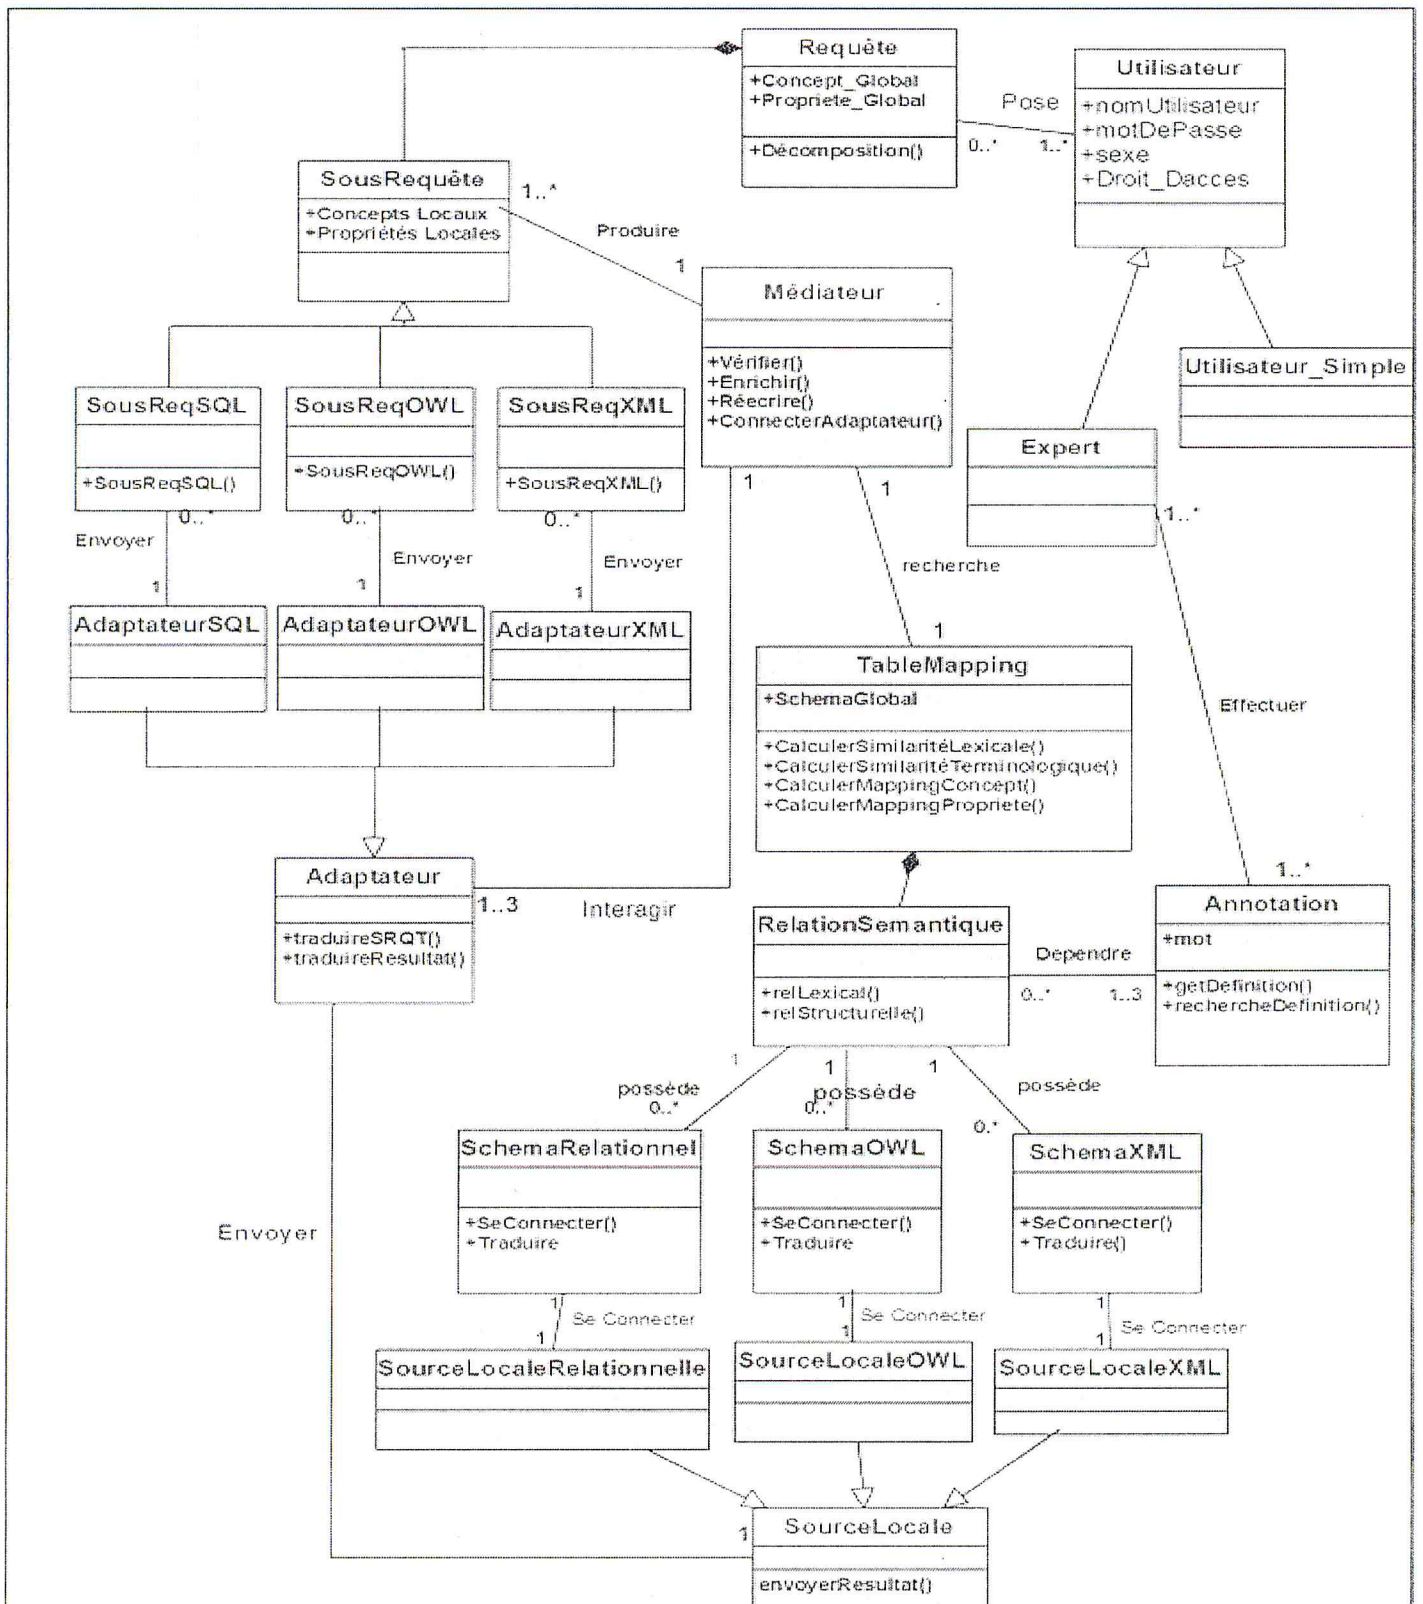 Requête
+Concept_Global
+Propriete_Global
+Décomposition()
Pose
0..*
1..*
Utilisateur
+nomUtilisateur
+motDePasse
+sexe
+Droit_Dacces
SousRequête
+Concepts Locaux
+Propriétés Locales
1..*
Produire
1
Médiateur
+Vérifier()
+Enrichir()
+Réecrire()
+ConnecterAdaptateur()
Utilisateur_Simple
Expert
SousReqSQL
+SousReqSQL()
SousReqOWL
+SousReqOWL()
SousReqXML
+SousReqXML()
0..*
0..*
0..*
1
1
1..*
Envoyer
Envoyer
Envoyer
recherche
1
1
1
1
AdaptateurSQL
AdaptateurOWL
AdaptateurXML
TableMapping
+SchemaGlobal
+CalculerSimilaritéLexicale()
+CalculerSimilaritéTerminologique()
+CalculerMappingConcept()
+CalculerMappingPropriete()
Effectuer
1..*
Adaptateur
+traduireSRQT()
+traduireResultat()
1..3
Interagir
RelationSemantique
+relLexical()
+relStructurelle()
Dependre
0..*
1..3
Annotation
+mot
+getDefinition()
+rechercheDefinition()
1
1
1
possède
possède
possède
0..*
0..*
0.*
SchemaRelationnel
+SeConnecter()
+Traduire
SchemaOWL
+SeConnecter()
+Traduire
SchemaXML
+SeConnecter()
+Traduire()
Envoyer
1
1
1
Se Connecter
Se Connecter
Se Connecter
1
1
1
SourceLocaleRelationnelle
SourceLocaleOWL
SourceLocaleXML
1
SourceLocale
envoyerResultat()